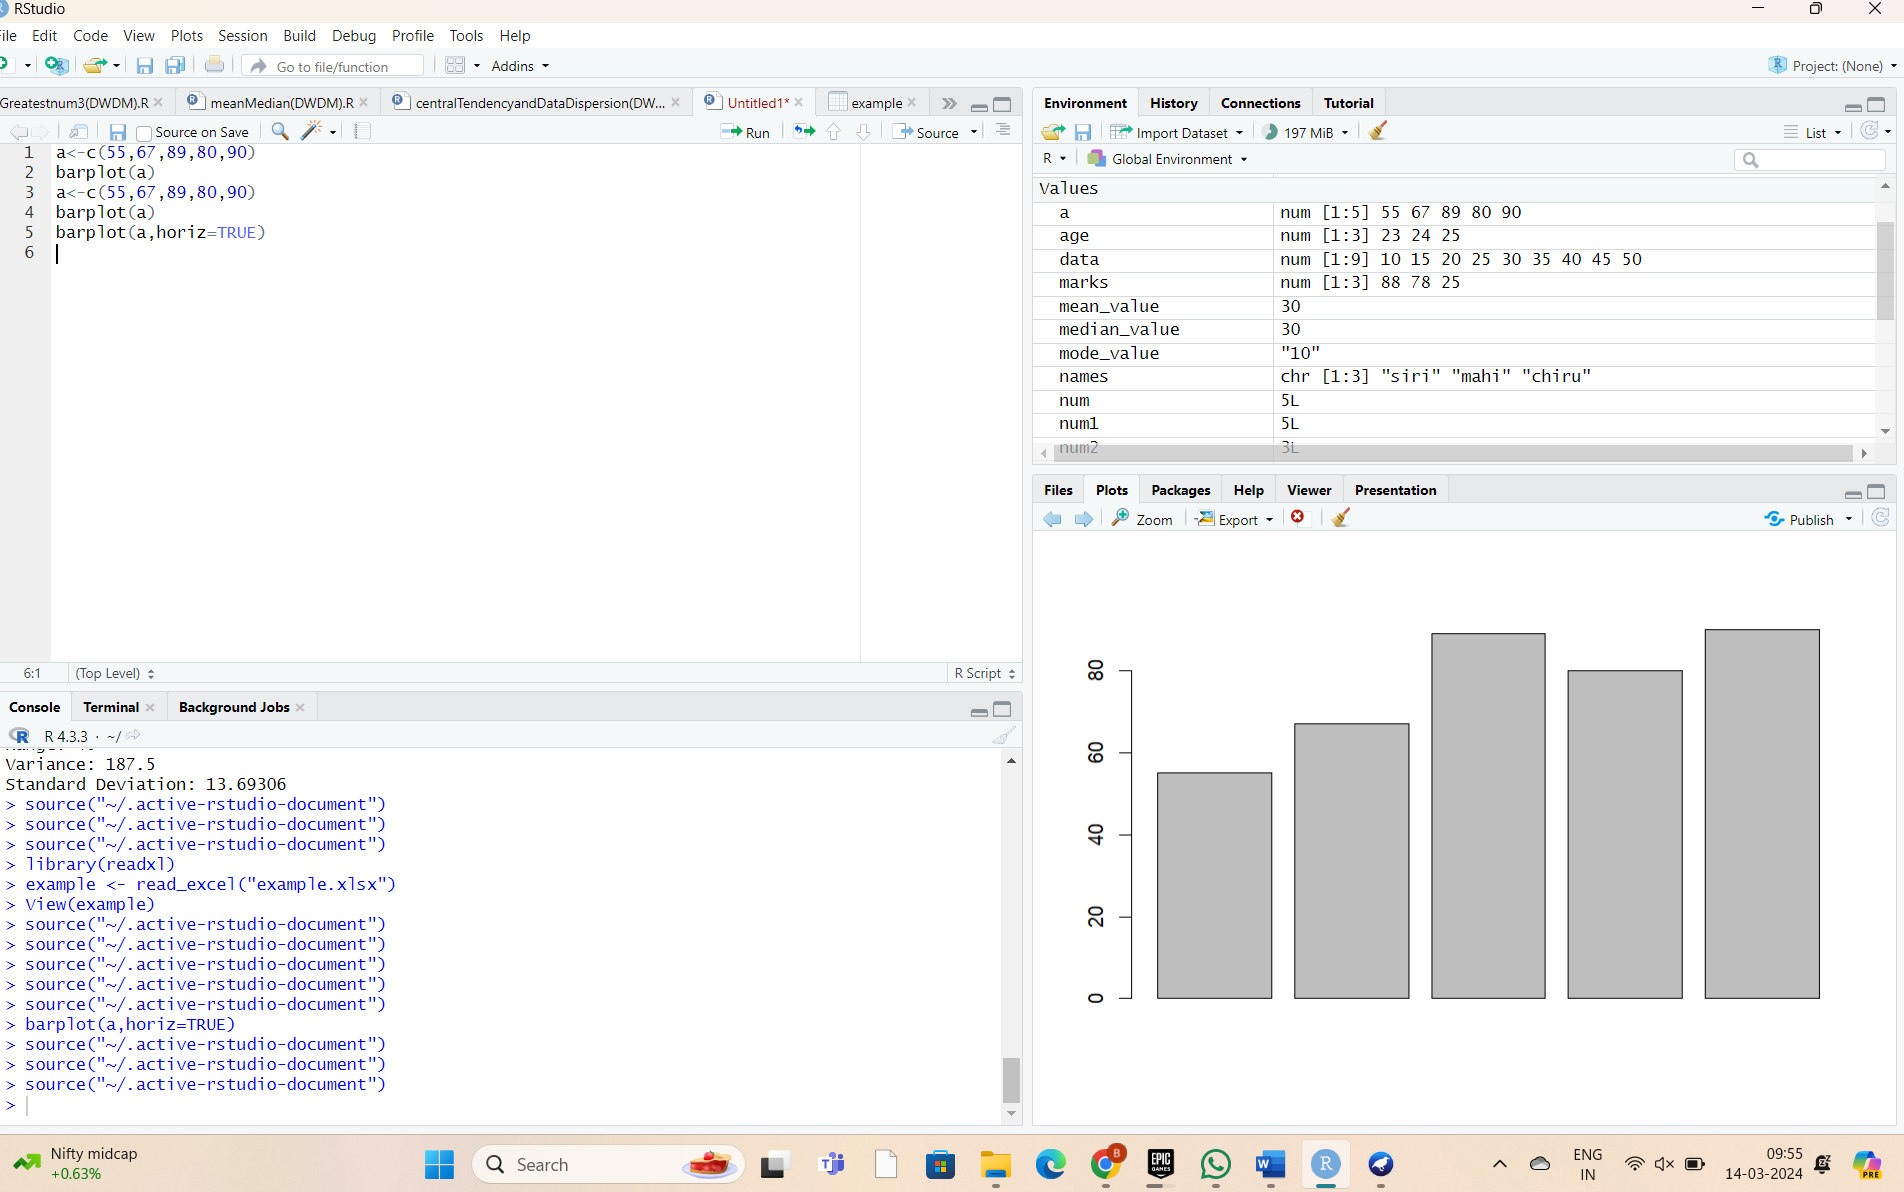 RStudio
ile Edit Code View Plots Session Build Debug Profile Tools Help
Go to file/function Addins Project: (None)
Greatestnum3(DWDM).R meanMedian(DWDM).R centralTendencyandDataDispersion(DW... Untitled1* example
Source on Save Run Source
1 a<-c(55,67,89,80,90)
2 barplot(a)
3 a<-c(55,67,89,80,90)
4 barplot(a)
5 barplot(a,horiz=TRUE)
6
6:1 (Top Level) R Script
Console Terminal Background Jobs
R 4.3.3 · ~/
Variance: 187.5
Standard Deviation: 13.69306
> source("~/.active-rstudio-document")
> source("~/.active-rstudio-document")
> source("~/.active-rstudio-document")
> library(readxl)
> example <- read_excel("example.xlsx")
> View(example)
> source("~/.active-rstudio-document")
> source("~/.active-rstudio-document")
> source("~/.active-rstudio-document")
> source("~/.active-rstudio-document")
> source("~/.active-rstudio-document")
> barplot(a,horiz=TRUE)
> source("~/.active-rstudio-document")
> source("~/.active-rstudio-document")
> source("~/.active-rstudio-document")
>
Environment History Connections Tutorial
Import Dataset 197 MiB List
R Global Environment
Values
a num [1:5] 55 67 89 80 90
age num [1:3] 23 24 25
data num [1:9] 10 15 20 25 30 35 40 45 50
marks num [1:3] 88 78 25
mean_value 30
median_value 30
mode_value "10"
names chr [1:3] "siri" "mahi" "chiru"
num 5L
num1 5L
num2 3L
Files Plots Packages Help Viewer Presentation
Zoom Export Publish
80
60
40
20
0
Nifty midcap
+0.63%
Search
B
EPIC GAMES
W
R
ENG
IN
09:55
14-03-2024
PRE